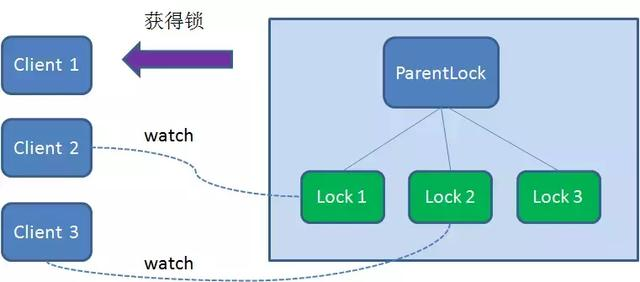 获得锁
Client 1
ParentLock
watch
Client 2
Lock 1
Lock 2
Lock 3
Client 3
watch